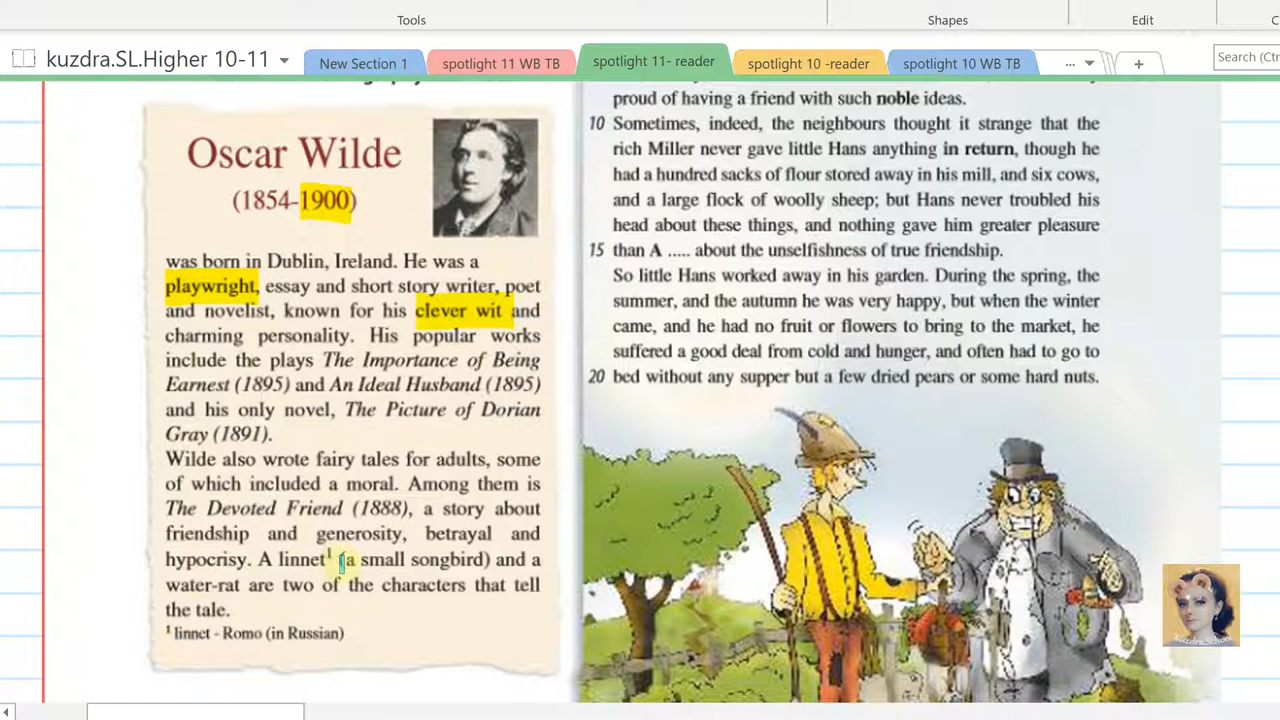 Tools
Shapes
Edit
kuzdra.SL.Higher 10-11
New Section 1
spotlight 11 WB TB
spotlight 11- reader
spotlight 10 -reader
spotlight 10 WB TB
...
+
Search (Ctr
Oscar Wilde
(1854-1900)
was born in Dublin, Ireland. He was a
playwright, essay and short story writer, poet
and novelist, known for his clever wit and
charming personality. His popular works
include the plays The Importance of Being
Earnest (1895) and An Ideal Husband (1895)
and his only novel, The Picture of Dorian
Gray (1891).
Wilde also wrote fairy tales for adults, some
of which included a moral. Among them is
The Devoted Friend (1888), a story about
friendship and generosity, betrayal and
hypocrisy. A linnet¹ (a small songbird) and a
water-rat are two of the characters that tell
the tale.
¹ linnet - Romo (in Russian)
proud of having a friend with such noble ideas.
10 Sometimes, indeed, the neighbours thought it strange that the
rich Miller never gave little Hans anything in return, though he
had a hundred sacks of flour stored away in his mill, and six cows,
and a large flock of woolly sheep; but Hans never troubled his
head about these things, and nothing gave him greater pleasure
15 than A ..... about the unselfishness of true friendship.
So little Hans worked away in his garden. During the spring, the
summer, and the autumn he was very happy, but when the winter
came, and he had no fruit or flowers to bring to the market, he
suffered a good deal from cold and hunger, and often had to go to
20 bed without any supper but a few dried pears or some hard nuts.
Kuzdra.School